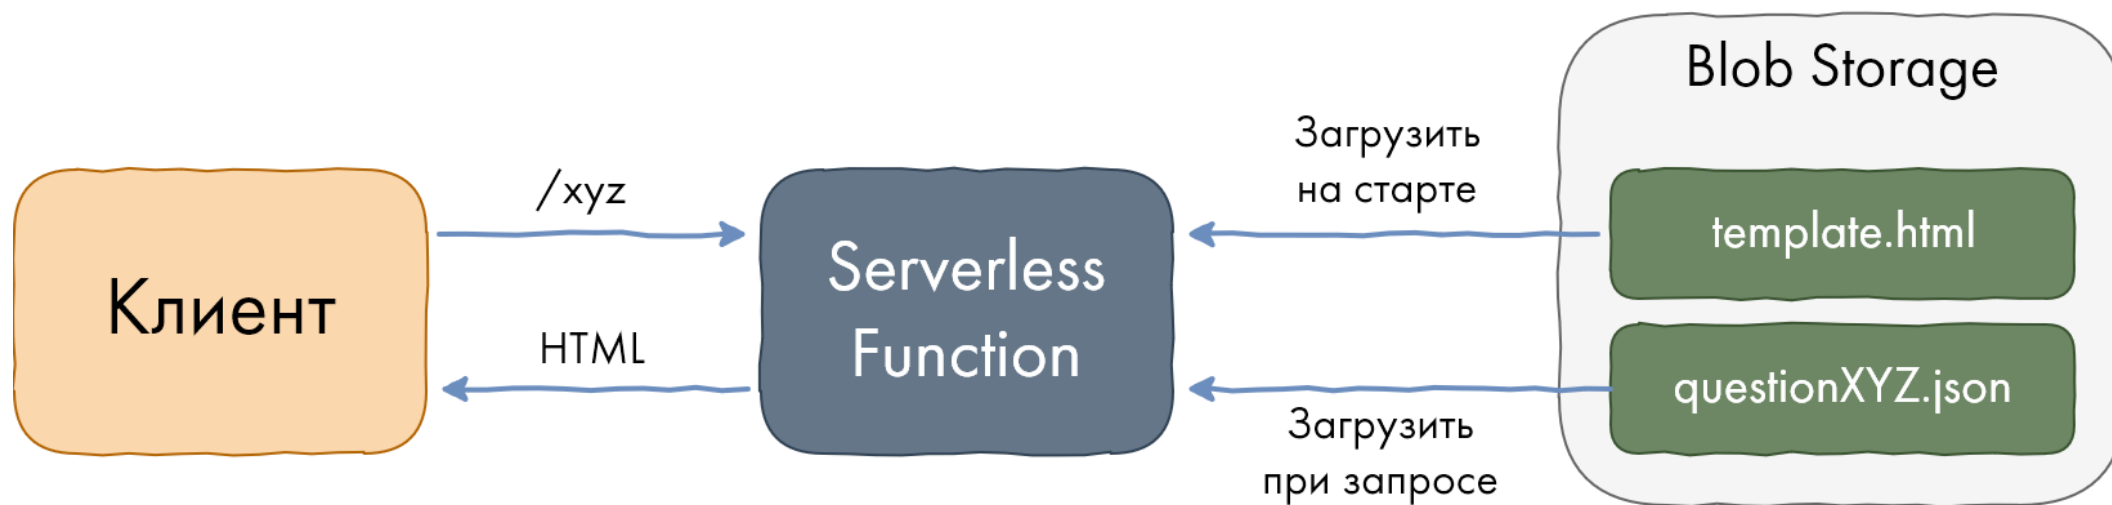 Blob Storage
Загрузить
на старте
/xyz
template.html
Клиент
Serverless
Function
HTML
questionXYZ.json
Загрузить
при запросе